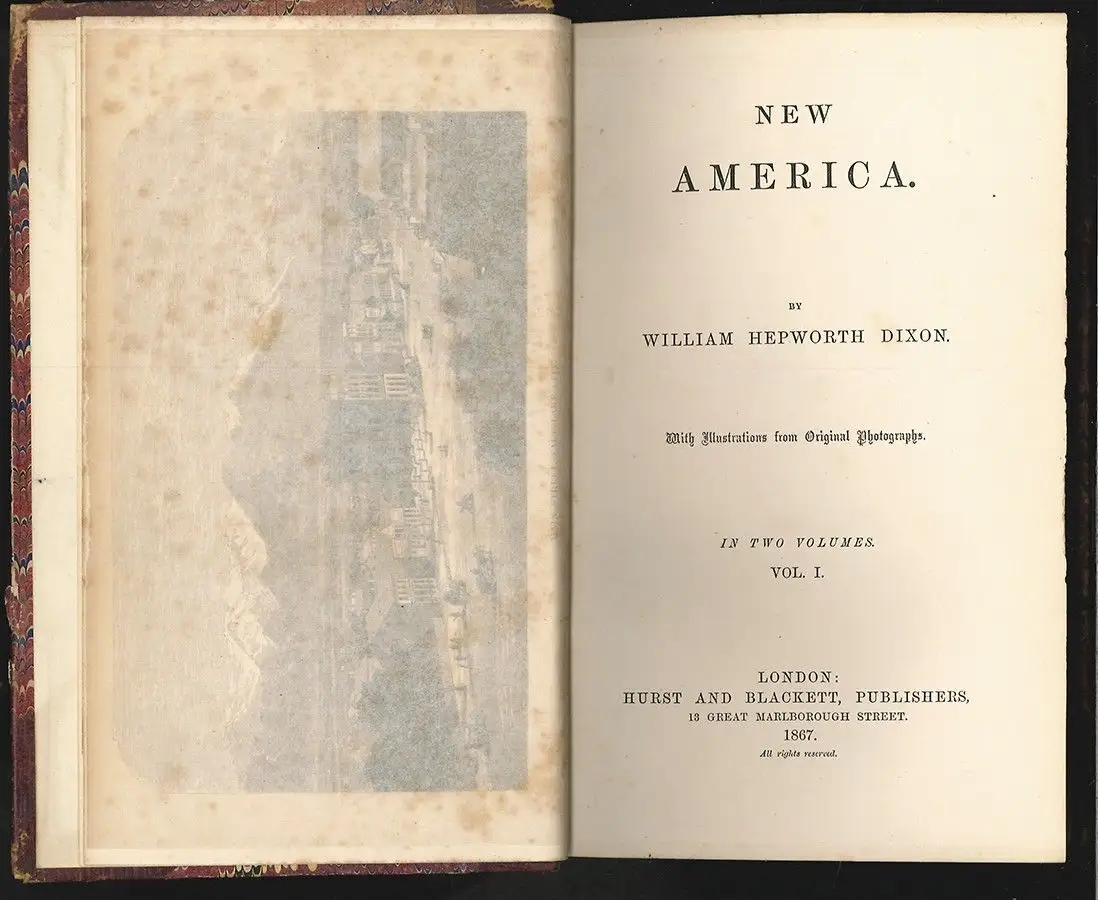 NEW
AMERICA.
BY
WILLIAM HEPWORTH DIXON.
With Illustrations from Original Photographs.
IN TWO VOLUMES.
VOL. I.
LONDON:
HURST AND BLACKETT, PUBLISHERS,
13 GREAT MARLBOROUGH STREET.
1867.
All rights reserved.